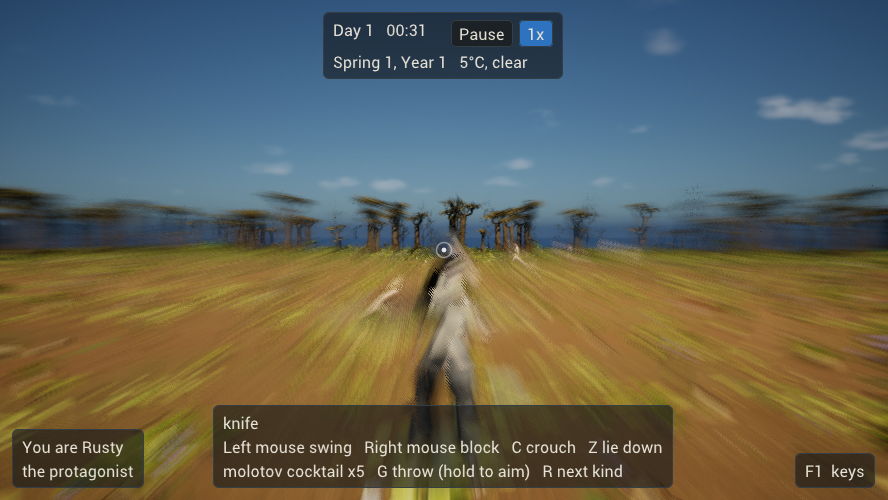 Day 1 00:31 Pause 1x
Spring 1, Year 1 5°C, clear
knife
Left mouse swing Right mouse block C crouch Z lie down
molotov cocktail x5 G throw (hold to aim) R next kind
You are Rusty
the protagonist
F1 keys